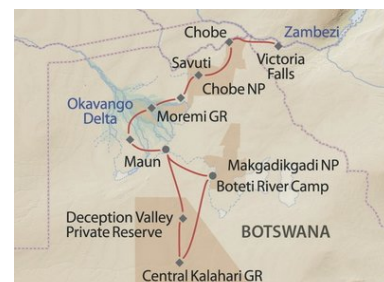 Chobe
Zambezi
Savuti
Victoria
Falls
Chobe NP
Okavango
Delta
Moremi GR
Maun
Makgadikgadi NP
Boteti River Camp
Deception Valley
Private Reserve
BOTSWANA
Central Kalahari GR